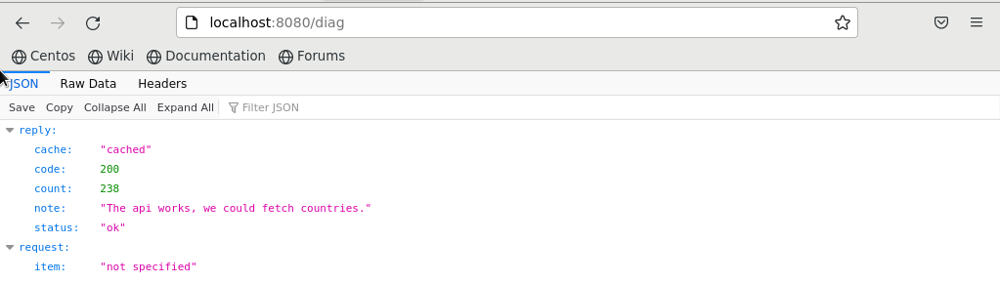 localhost:8080/diag
Centos Wiki Documentation Forums
JSON Raw Data Headers
Save Copy Collapse All Expand All Filter JSON
reply:
cache: "cached"
code: 200
count: 238
note: "The api works, we could fetch countries."
status: "ok"
request:
item: "not specified"